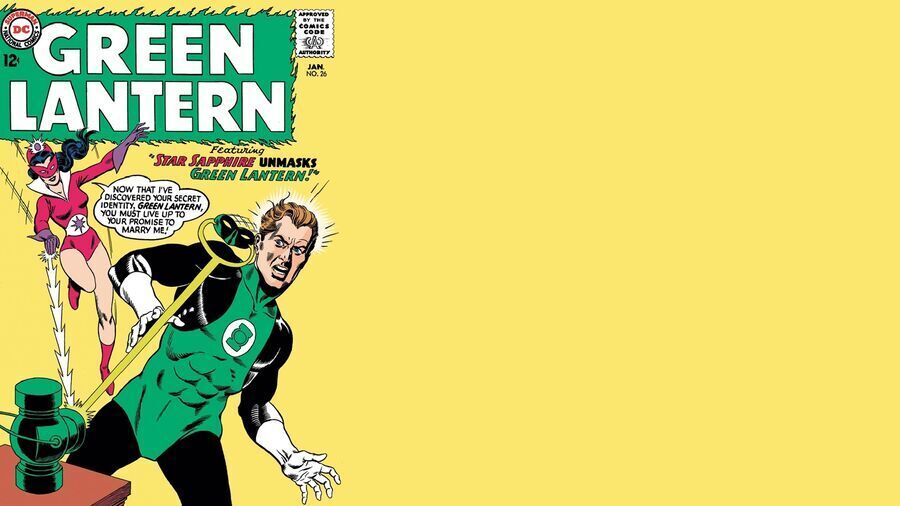 SUPERMAN
DC
NATIONAL COMICS
12¢
GREEN
LANTERN
APPROVED
BY THE
COMICS
CODE
AUTHORITY
JAN.
NO. 26
Featuring
"STAR SAPPHIRE UNMASKS
GREEN LANTERN!"
NOW THAT I'VE
DISCOVERED YOUR SECRET
IDENTITY, GREEN LANTERN,
YOU MUST LIVE UP TO
YOUR PROMISE TO
MARRY ME!